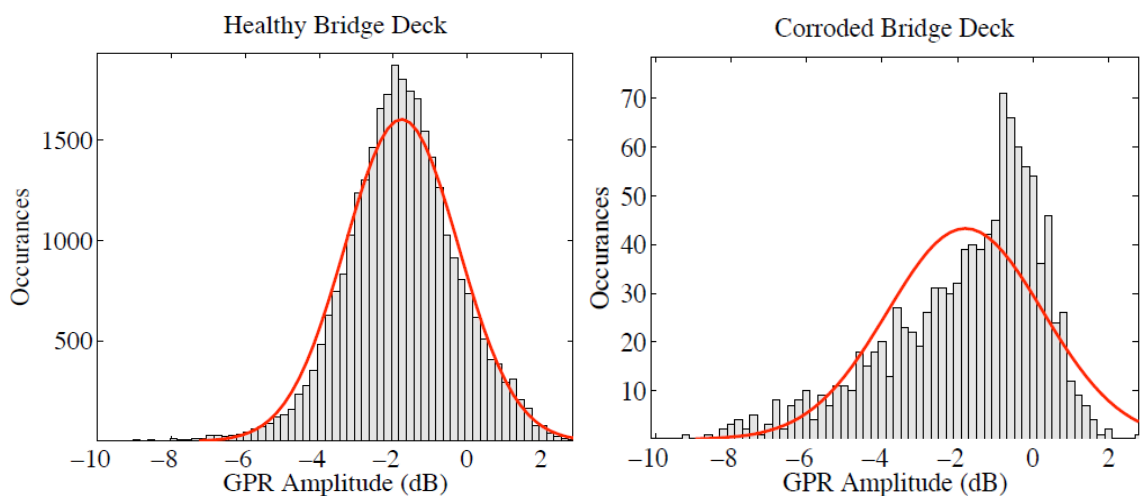 Healthy Bridge Deck
Occurances
1500
1000
500
−10 −8 −6 −4 −2 0 2
GPR Amplitude (dB)
Corroded Bridge Deck
Occurances
70
60
50
40
30
20
10
−10 −8 −6 −4 −2 0 2
GPR Amplitude (dB)